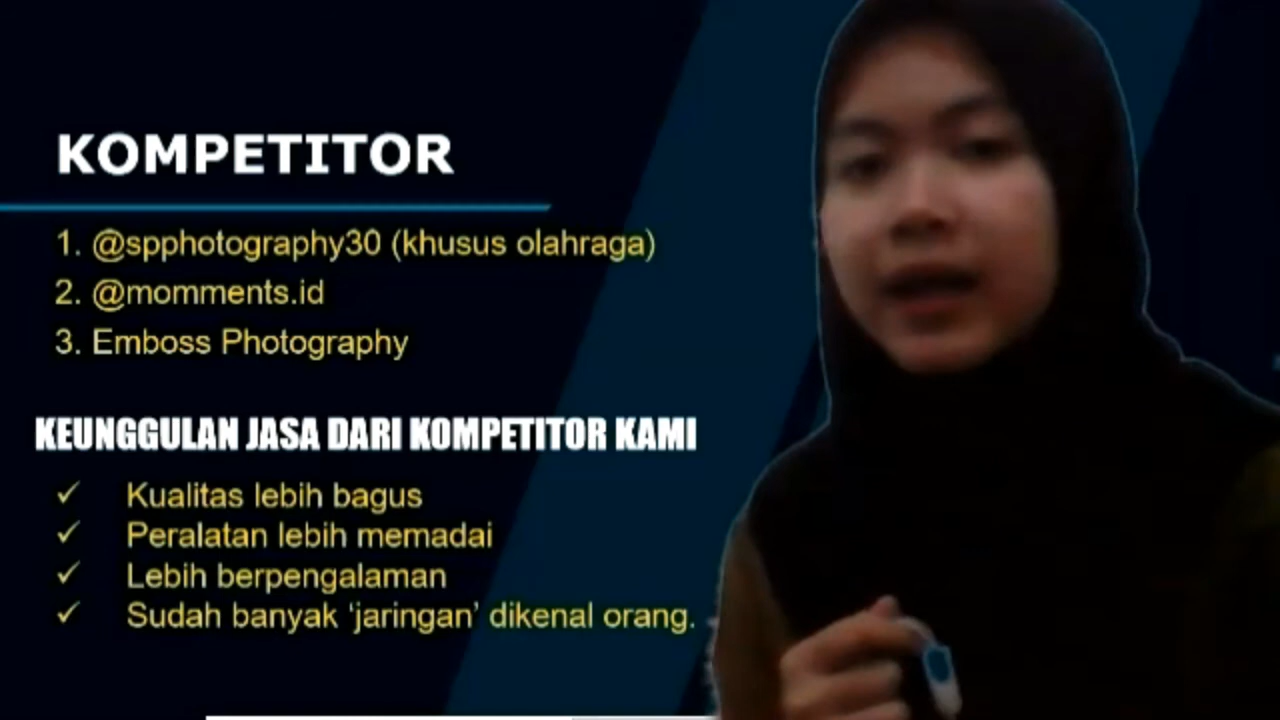 KOMPETITOR
1. @spphotography30 (khusus olahraga)
2. @momments.id
3. Emboss Photography
KEUNGGULAN JASA DARI KOMPETITOR KAMI
✓ Kualitas lebih bagus
✓ Peralatan lebih memadai
✓ Lebih berpengalaman
✓ Sudah banyak ‘jaringan’ dikenal orang.